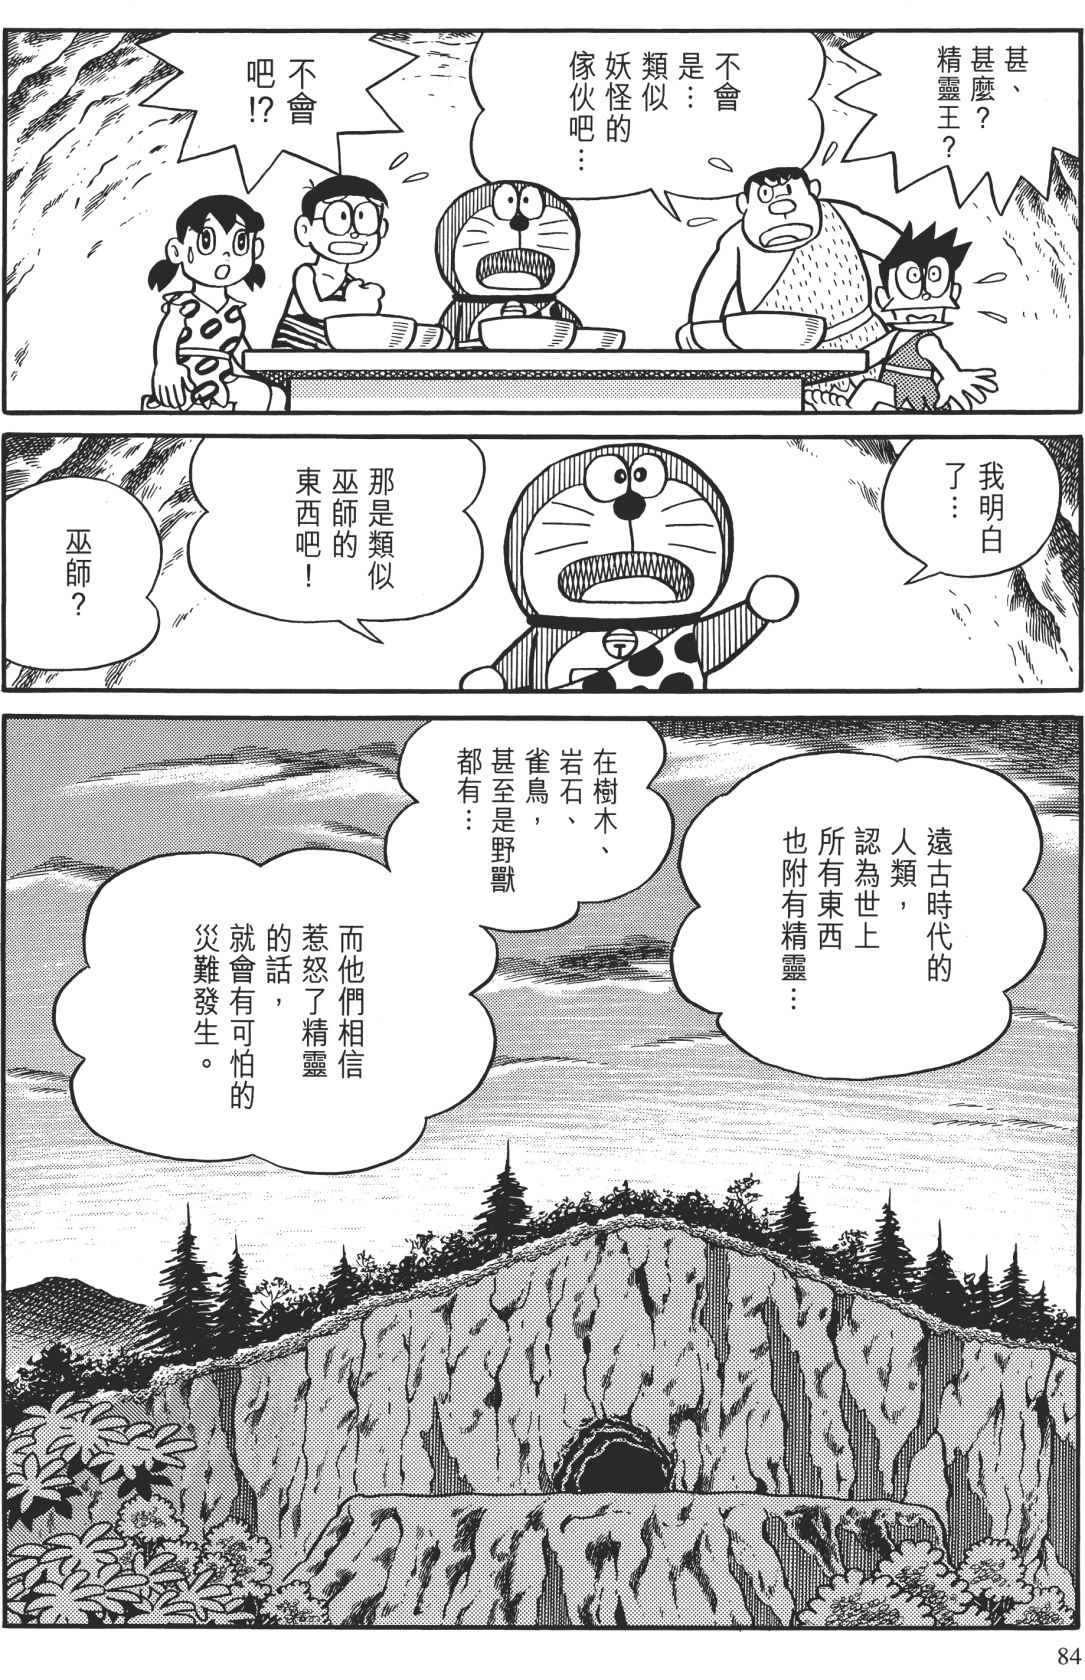 甚、
甚麼？
精靈王？
不會
是…
類似
妖怪的
傢伙吧…
不會
吧!?
我明白
了…
那是類似
巫師的
東西吧！
巫師？
遠古時代的
人類，
認為世上
所有東西
也附有精靈…
在樹木、
岩石、
雀鳥，
甚至是野獸
都有…
而他們相信
惹怒了精靈
的話，
就會有可怕的
災難發生。
84